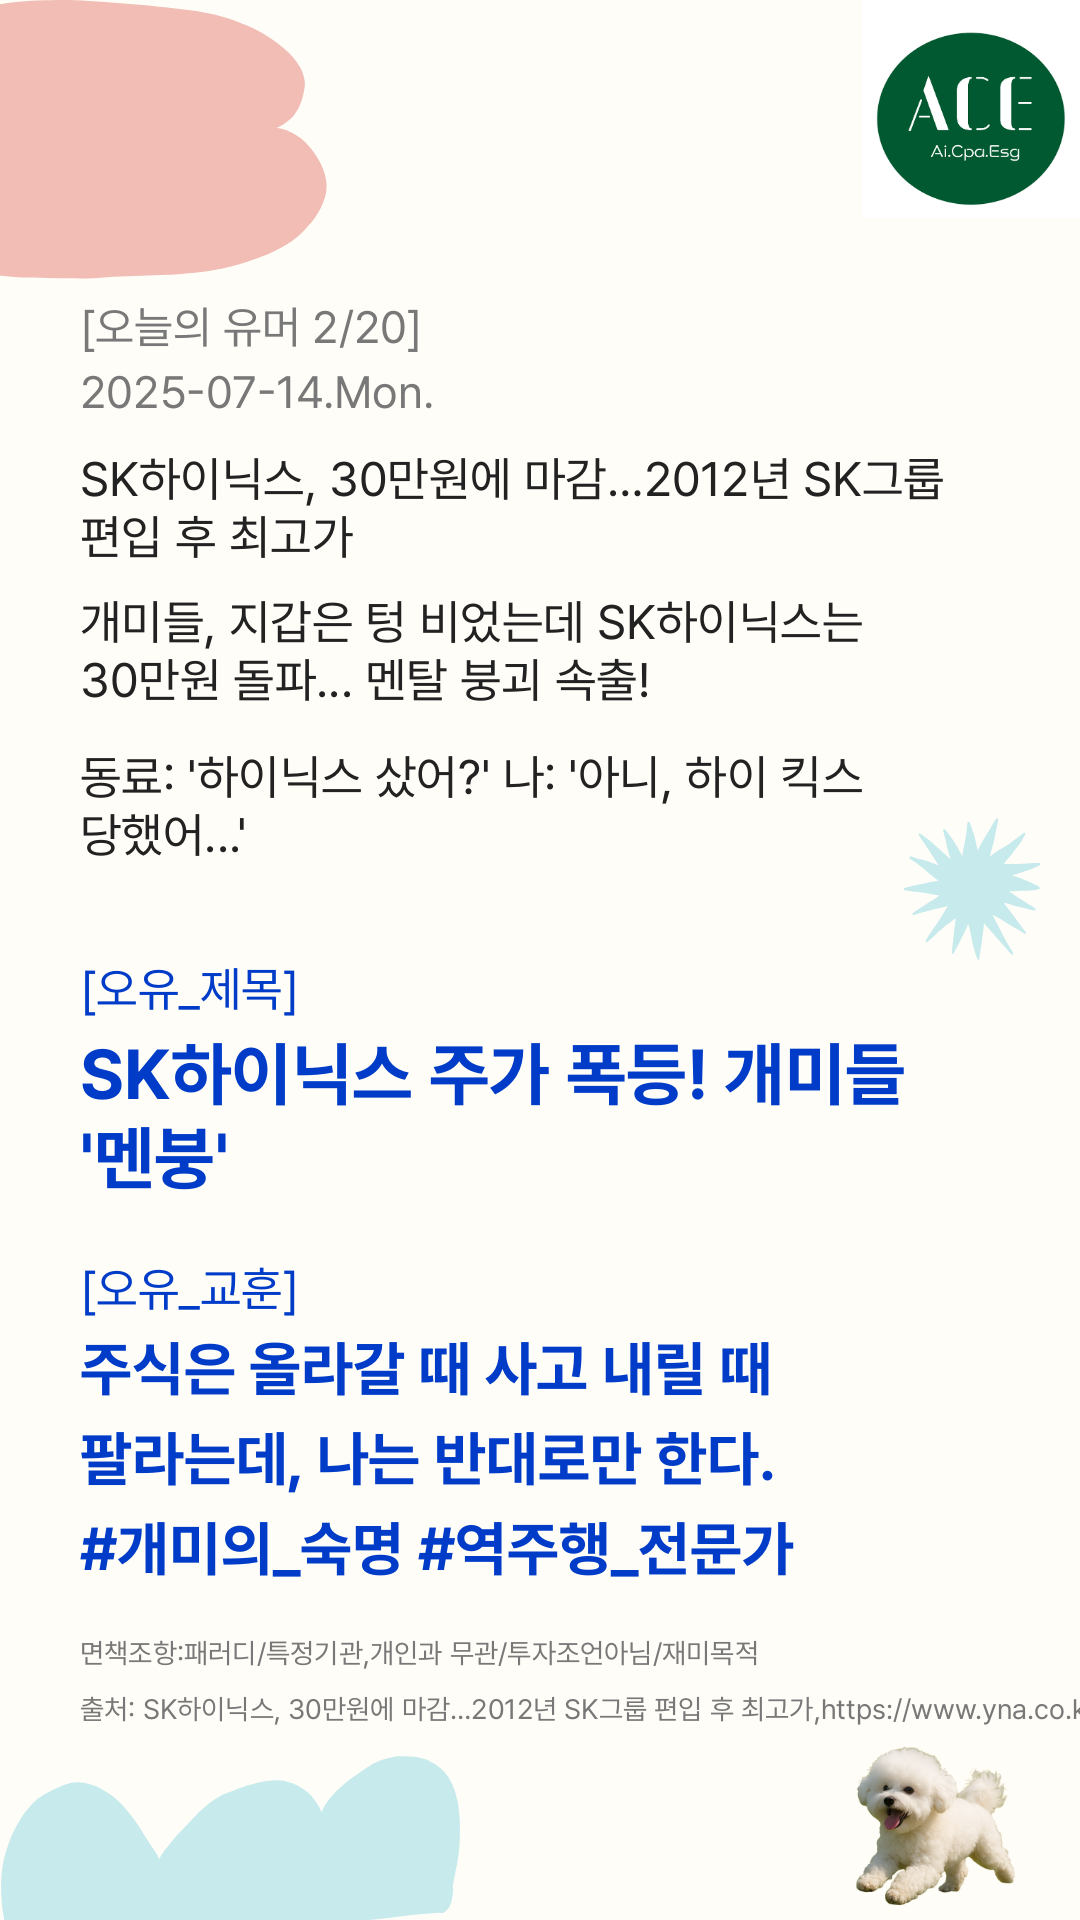 ACE
Ai.Cpa.Esg
[오늘의 유머 2/20]
2025-07-14.Mon.
SK하이닉스, 30만원에 마감...2012년 SK그룹
편입 후 최고가
개미들, 지갑은 텅 비었는데 SK하이닉스는
30만원 돌파... 멘탈 붕괴 속출!
동료: '하이닉스 샀어?' 나: '아니, 하이 킥스
당했어...'
[오유_제목]
SK하이닉스 주가 폭등! 개미들
'멘붕'
[오유_교훈]
주식은 올라갈 때 사고 내릴 때
팔라는데, 나는 반대로만 한다.
#개미의_숙명 #역주행_전문가
면책조항:패러디/특정기관,개인과 무관/투자조언아님/재미목적
출처: SK하이닉스, 30만원에 마감...2012년 SK그룹 편입 후 최고가,https://www.yna.co.k